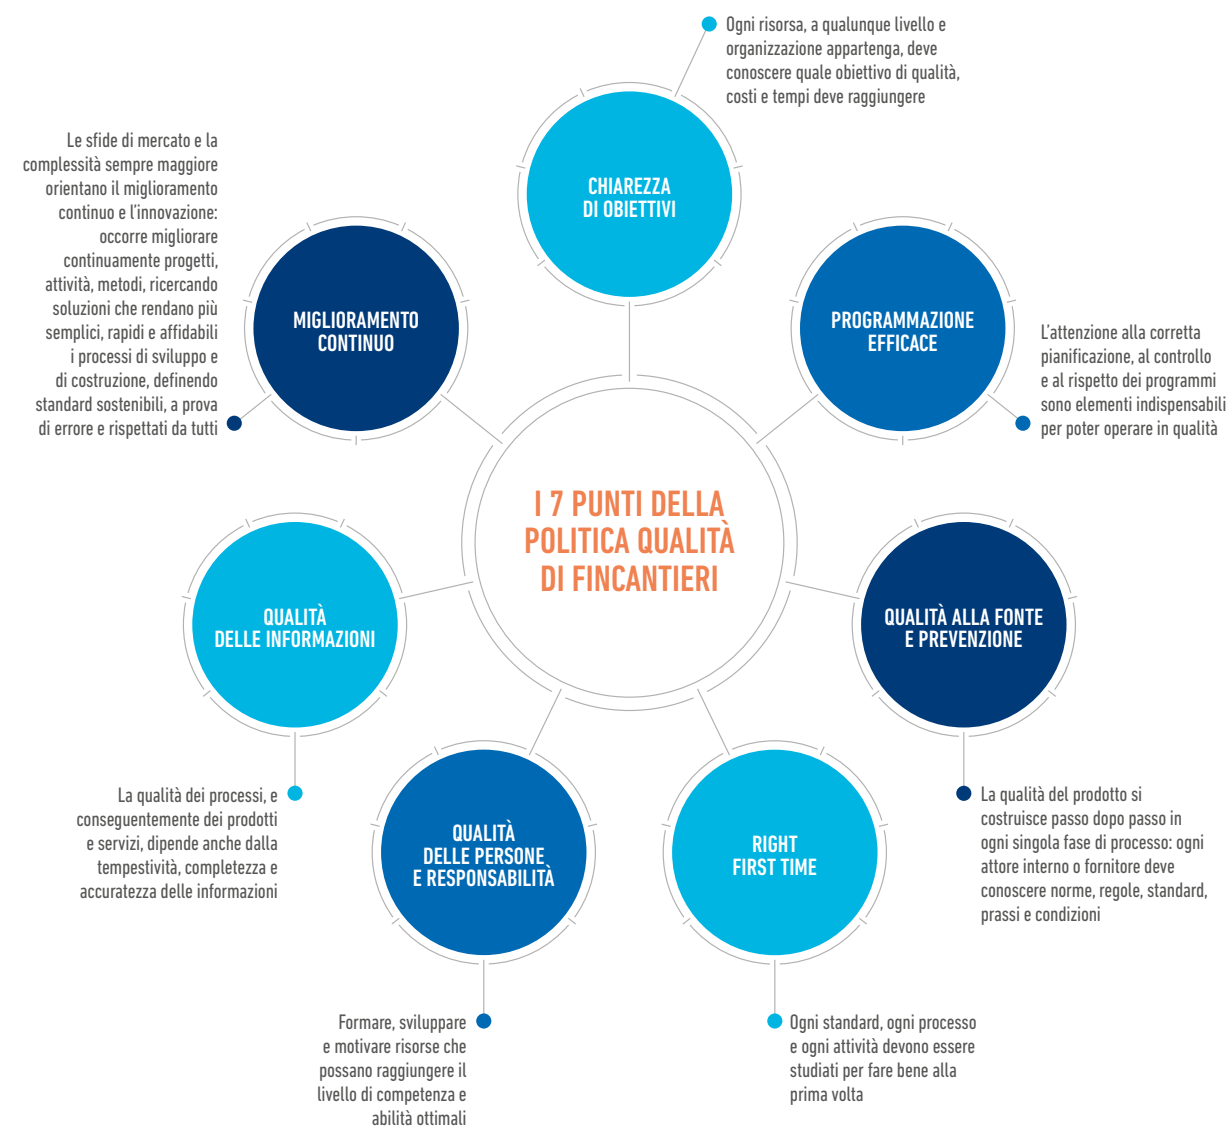 I 7 PUNTI DELLA
POLITICA QUALITÀ
DI FINCANTIERI
CHIAREZZA
DI OBIETTIVI
Ogni risorsa, a qualunque livello e
organizzazione appartenga, deve
conoscere quale obiettivo di qualità,
costi e tempi deve raggiungere
PROGRAMMAZIONE
EFFICACE
L'attenzione alla corretta
pianificazione, al controllo
e al rispetto dei programmi
sono elementi indispensabili
per poter operare in qualità
QUALITÀ ALLA FONTE
E PREVENZIONE
La qualità del prodotto si
costruisce passo dopo passo in
ogni singola fase di processo: ogni
attore interno o fornitore deve
conoscere norme, regole, standard,
prassi e condizioni
RIGHT
FIRST TIME
Ogni standard, ogni processo
e ogni attività devono essere
studiati per fare bene alla
prima volta
QUALITÀ
DELLE PERSONE
E RESPONSABILITÀ
Formare, sviluppare
e motivare risorse che
possano raggiungere il
livello di competenza e
abilità ottimali
QUALITÀ
DELLE INFORMAZIONI
La qualità dei processi, e
conseguentemente dei prodotti
e servizi, dipende anche dalla
tempestività, completezza e
accuratezza delle informazioni
MIGLIORAMENTO
CONTINUO
Le sfide di mercato e la
complessità sempre maggiore
orientano il miglioramento
continuo e l'innovazione:
occorre migliorare
continuamente progetti,
attività, metodi, ricercando
soluzioni che rendano più
semplici, rapidi e affidabili
i processi di sviluppo e
di costruzione, definendo
standard sostenibili, a prova
di errore e rispettati da tutti